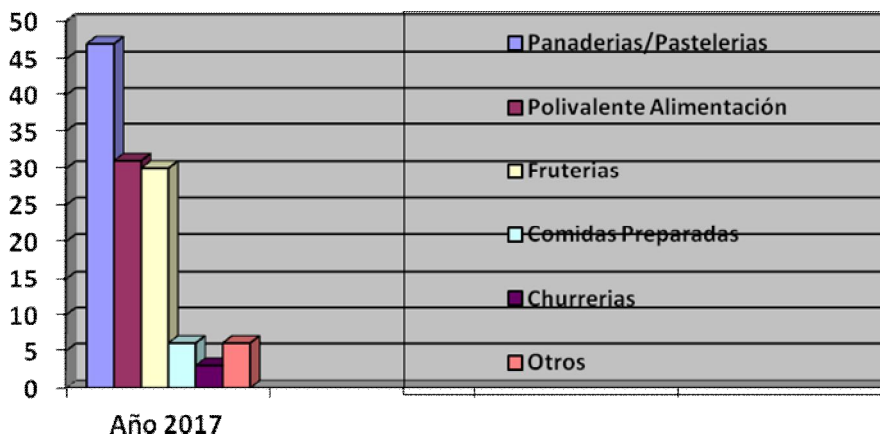 50
45
40
35
30
25
20
15
10
5
0
Año 2017
Panaderias/Pastelerias
Polivalente Alimentación
Fruterias
Comidas Preparadas
Churrerias
Otros